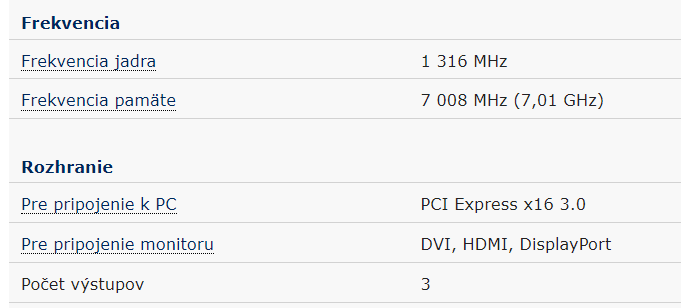 Frekvencia
Frekvencia jadra 1 316 MHz
Frekvencia pamäte 7 008 MHz (7,01 GHz)
Rozhranie
Pre pripojenie k PC PCI Express x16 3.0
Pre pripojenie monitoru DVI, HDMI, DisplayPort
Počet výstupov 3